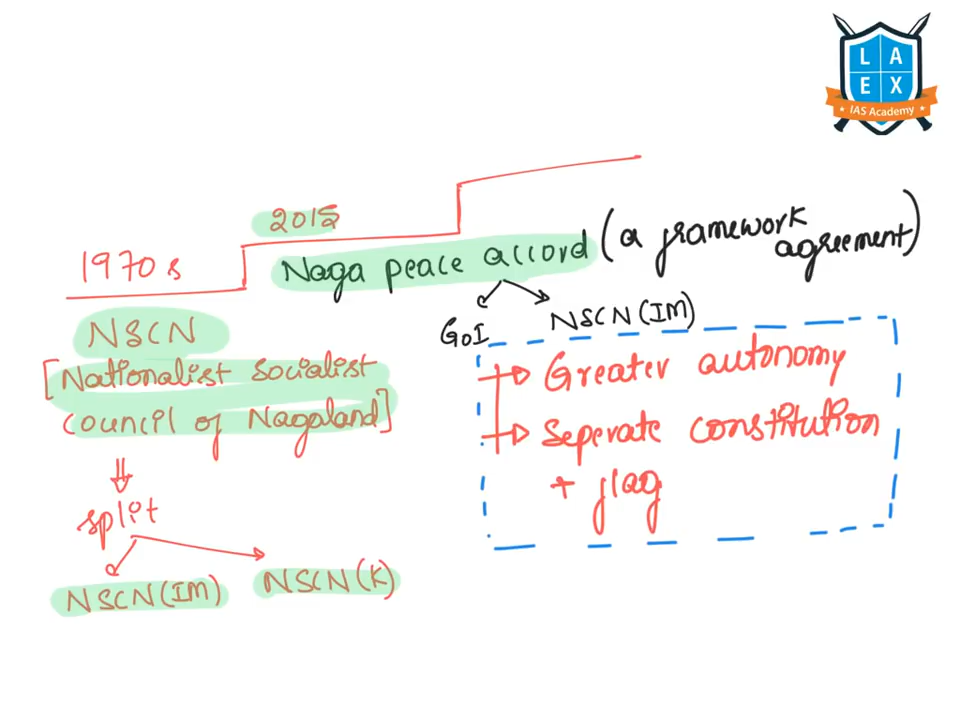 L A
E X
IAS Academy
2015
1970s
Naga peace accord (a framework
agreement)
NSCN
GoI
NSCN(IM)
[Nationalist Socialist
Council of Nagaland]
Greater autonomy
Seperate constitution
+ flag
split
NSCN(IM)
NSCN(K)